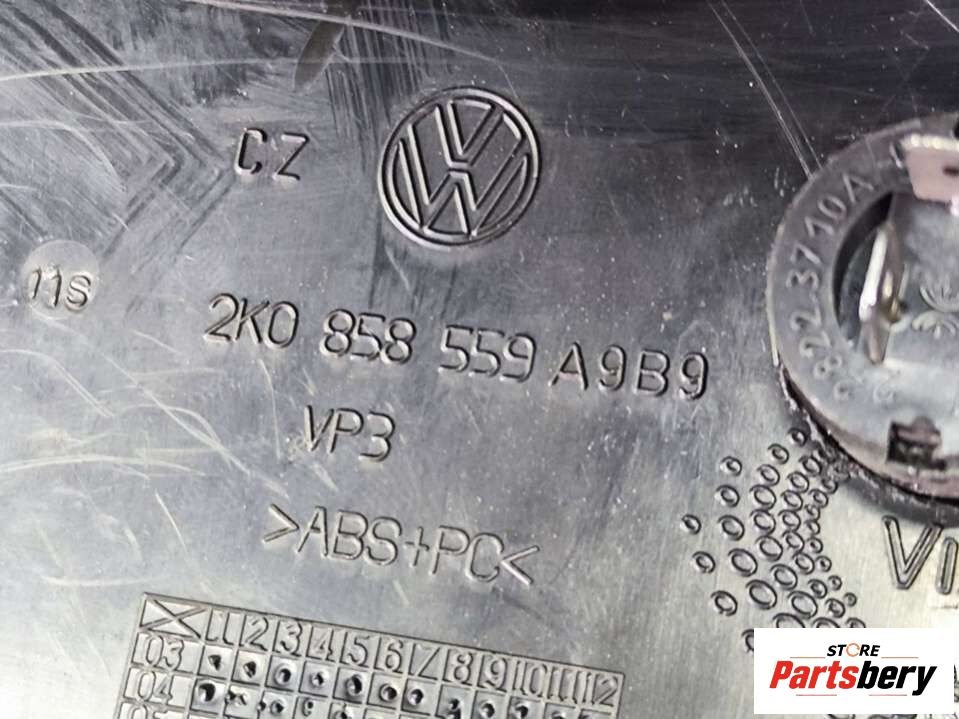 CZ
11S
2K0 858 559 A9B9
VP3
>ABS+PC<
1 2 3 4 5 6 7 8 9 10 11 12
03
04
STORE
Partsbery